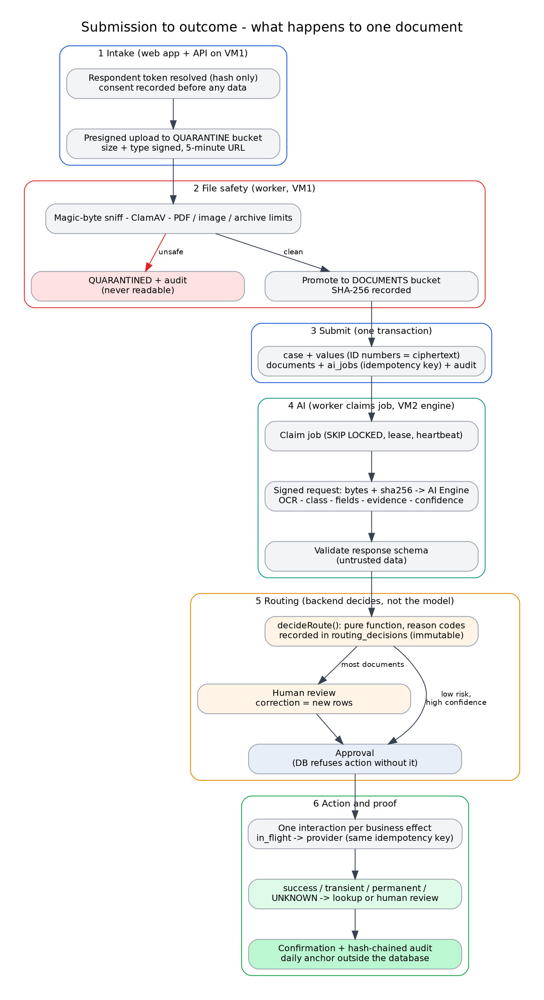 Submission to outcome - what happens to one document
1 Intake (web app + API on VM1)
Respondent token resolved (hash only)
consent recorded before any data
Presigned upload to QUARANTINE bucket
size + type signed, 5-minute URL
2 File safety (worker, VM1)
Magic-byte sniff - ClamAV - PDF / image / archive limits
unsafe
clean
QUARANTINED + audit
(never readable)
Promote to DOCUMENTS bucket
SHA-256 recorded
3 Submit (one transaction)
case + values (ID numbers = ciphertext)
documents + ai_jobs (idempotency key) + audit
4 AI (worker claims job, VM2 engine)
Claim job (SKIP LOCKED, lease, heartbeat)
Signed request: bytes + sha256 -> AI Engine
OCR - class - fields - evidence - confidence
Validate response schema
(untrusted data)
5 Routing (backend decides, not the model)
decideRoute(): pure function, reason codes
recorded in routing_decisions (immutable)
most documents
Human review
correction = new rows
low risk,
high confidence
Approval
(DB refuses action without it)
6 Action and proof
One interaction per business effect
in_flight -> provider (same idempotency key)
success / transient / permanent /
UNKNOWN -> lookup or human review
Confirmation + hash-chained audit
daily anchor outside the database